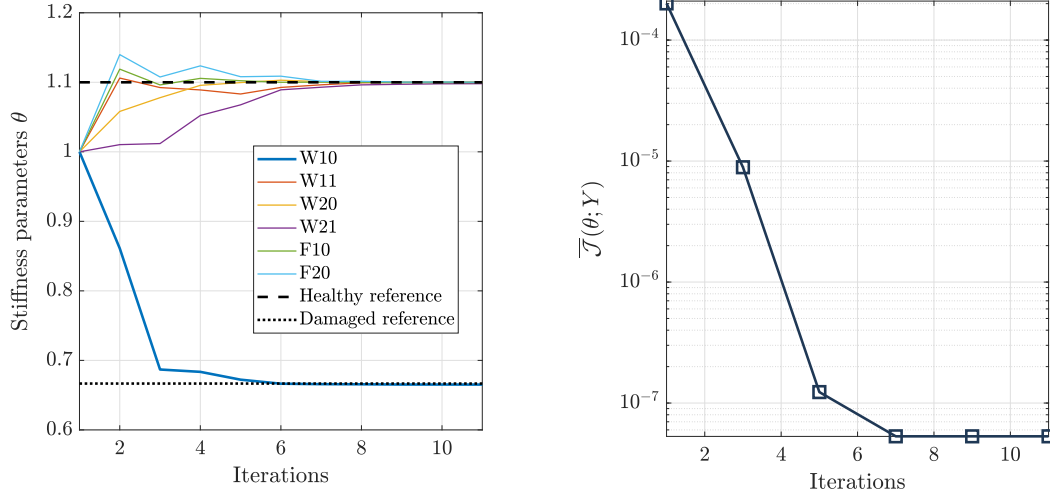 1.2
1.1
1
0.9
0.8
0.7
0.6
2
4
6
8
10
Iterations
Stiffness parameters θ
W10
W11
W20
W21
F10
F20
Healthy reference
Damaged reference
10⁻⁴
10⁻⁵
10⁻⁶
10⁻⁷
2
4
6
8
10
Iterations
𝒥̅(θ; Y)